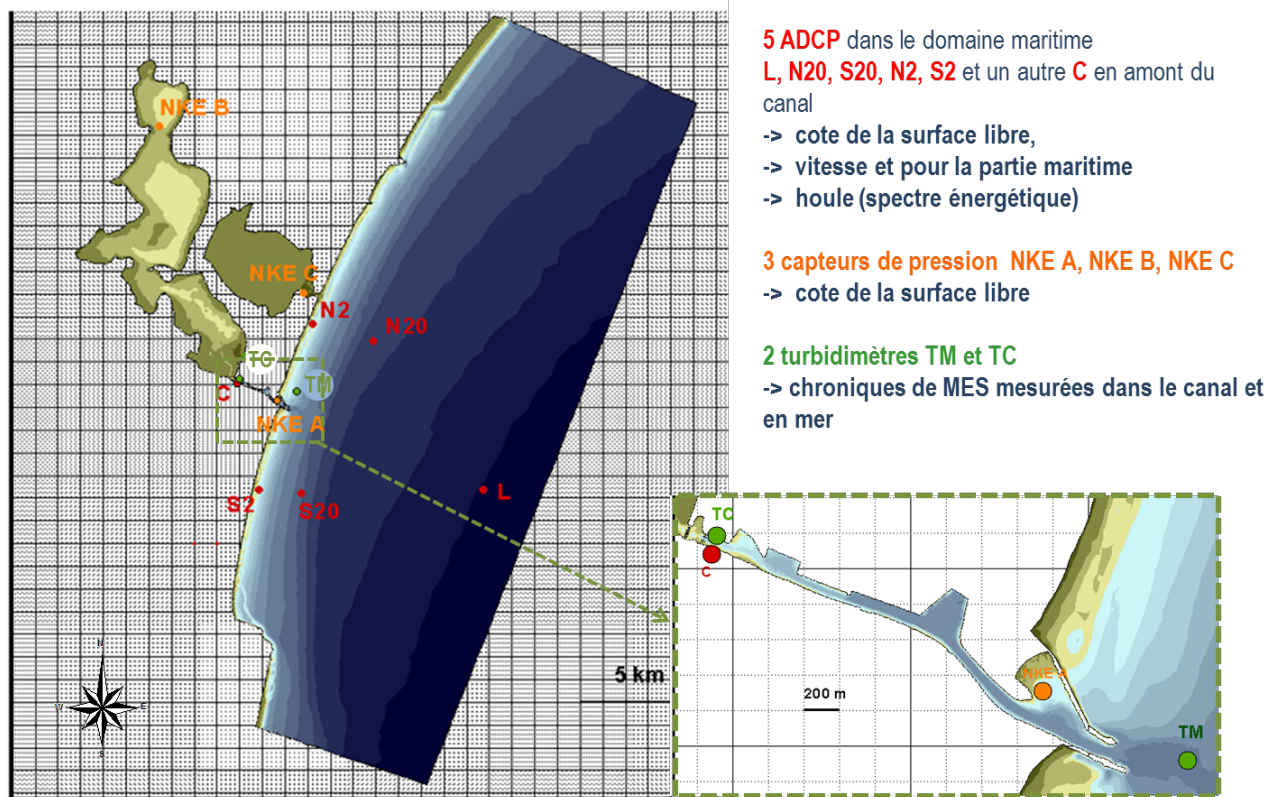 5 ADCP dans le domaine maritime
L, N20, S20, N2, S2 et un autre C en amont du
canal
-> cote de la surface libre,
-> vitesse et pour la partie maritime
-> houle (spectre énergétique)
3 capteurs de pression NKE A, NKE B, NKE C
-> cote de la surface libre
2 turbidimètres TM et TC
-> chroniques de MES mesurées dans le canal et
en mer
NKE B
NKE C
N2
N20
TC
TM
C
NKE A
S2
S20
L
5 km
N
W
E
S
TC
C
NKE A
200 m
TM